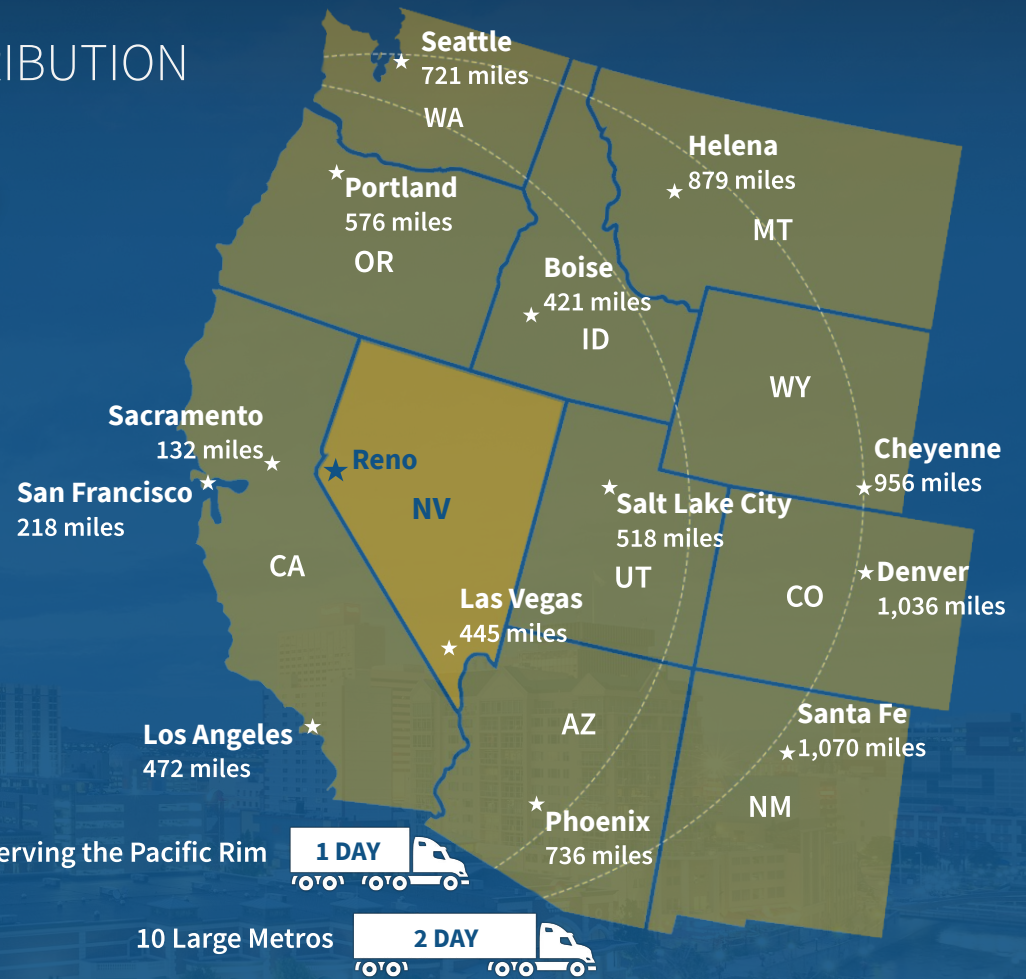 RIBUTION
Seattle
721 miles
WA
Helena
879 miles
MT
Portland
576 miles
OR
Boise
421 miles
ID
WY
Sacramento
132 miles
Reno
NV
Cheyenne
956 miles
San Francisco
218 miles
Salt Lake City
518 miles
UT
CA
CO
Denver
1,036 miles
Las Vegas
445 miles
AZ
Santa Fe
1,070 miles
Los Angeles
472 miles
NM
Phoenix
736 miles
erving the Pacific Rim
1 DAY
10 Large Metros
2 DAY